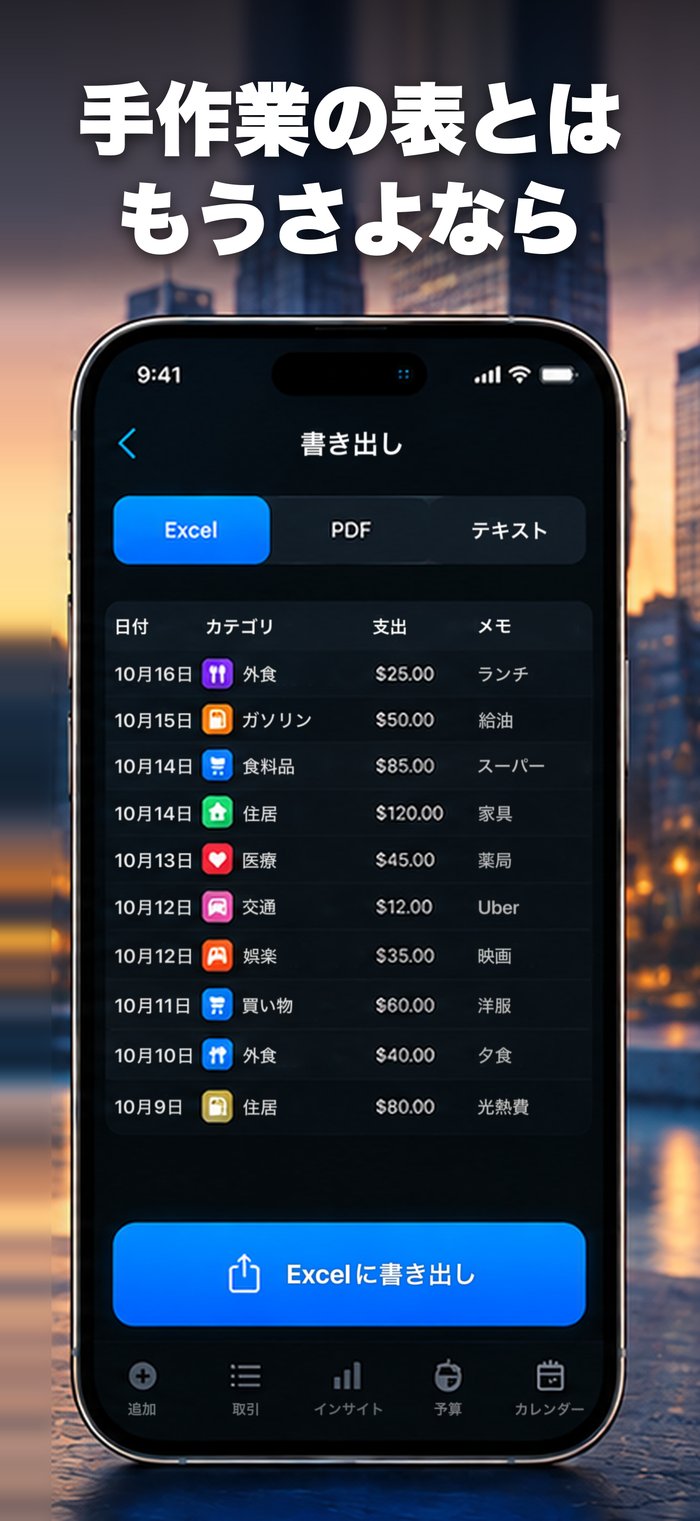 手作業の表とは
もうさよなら
9:41
書き出し
Excel PDF テキスト
日付 カテゴリ 支出 メモ
10月16日 外食 $25.00 ランチ
10月15日 ガソリン $50.00 給油
10月14日 食料品 $85.00 スーパー
10月14日 住居 $120.00 家具
10月13日 医療 $45.00 薬局
10月12日 交通 $12.00 Uber
10月12日 娯楽 $35.00 映画
10月11日 買い物 $60.00 洋服
10月10日 外食 $40.00 夕食
10月9日 住居 $80.00 光熱費
Excelに書き出し
追加 取引 インサイト 予算 カレンダー